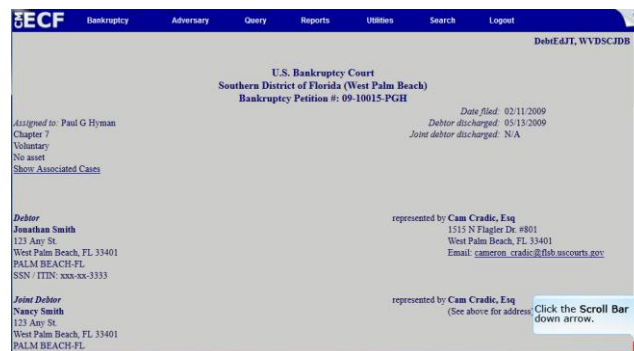 CM ECF Bankruptcy Adversary Query Reports Utilities Search Logout
DebtEdJT, WVDSCJDB
U.S. Bankruptcy Court
Southern District of Florida (West Palm Beach)
Bankruptcy Petition #: 09-10015-PGH
Date filed: 02/11/2009
Assigned to: Paul G Hyman Debtor discharged: 05/13/2009
Chapter 7 Joint debtor discharged: N/A
Voluntary
No asset
Show Associated Cases
Debtor represented by Cam Cradic, Esq
Jonathan Smith 1515 N Flagler Dr. #801
123 Any St. West Palm Beach, FL 33401
West Palm Beach, FL 33401 Email: cameron_cradic@flsb.uscourts.gov
PALM BEACH-FL
SSN / ITIN: xxx-xx-3333
Joint Debtor represented by Cam Cradic, Esq
Nancy Smith (See above for address
123 Any St.
West Palm Beach, FL 33401
PALM BEACH-FL
Click the Scroll Bar
down arrow.